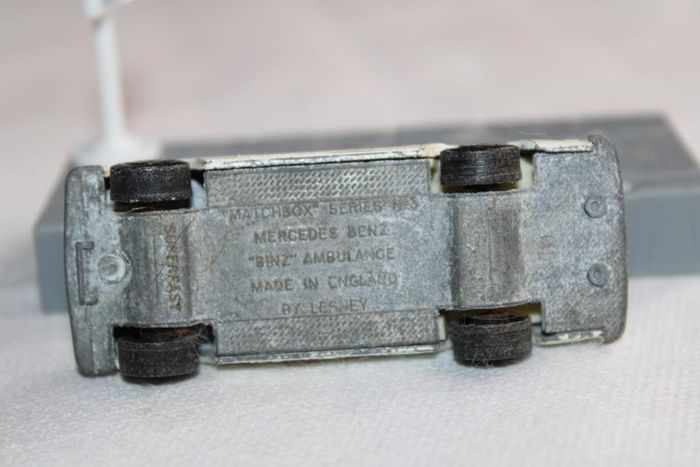 "MATCHBOX" SERIES No3
MERCEDES BENZ
"BINZ" AMBULANCE
MADE IN ENGLAND
BY LESNEY
SUPERFAST